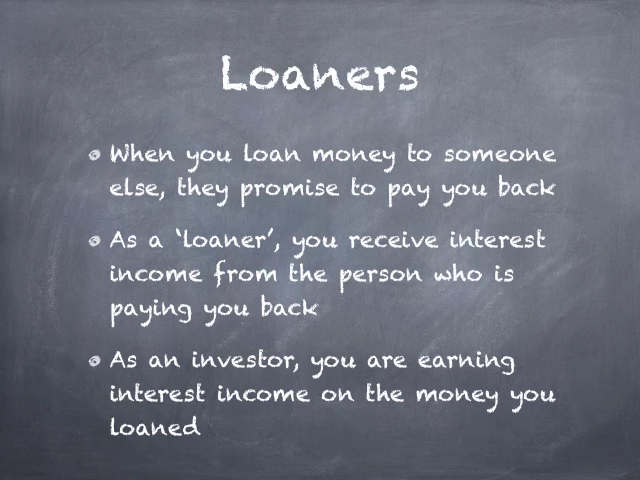 Loaners
When you loan money to someone
else, they promise to pay you back
As a ‘loaner’, you receive interest
income from the person who is
paying you back
As an investor, you are earning
interest income on the money you
loaned